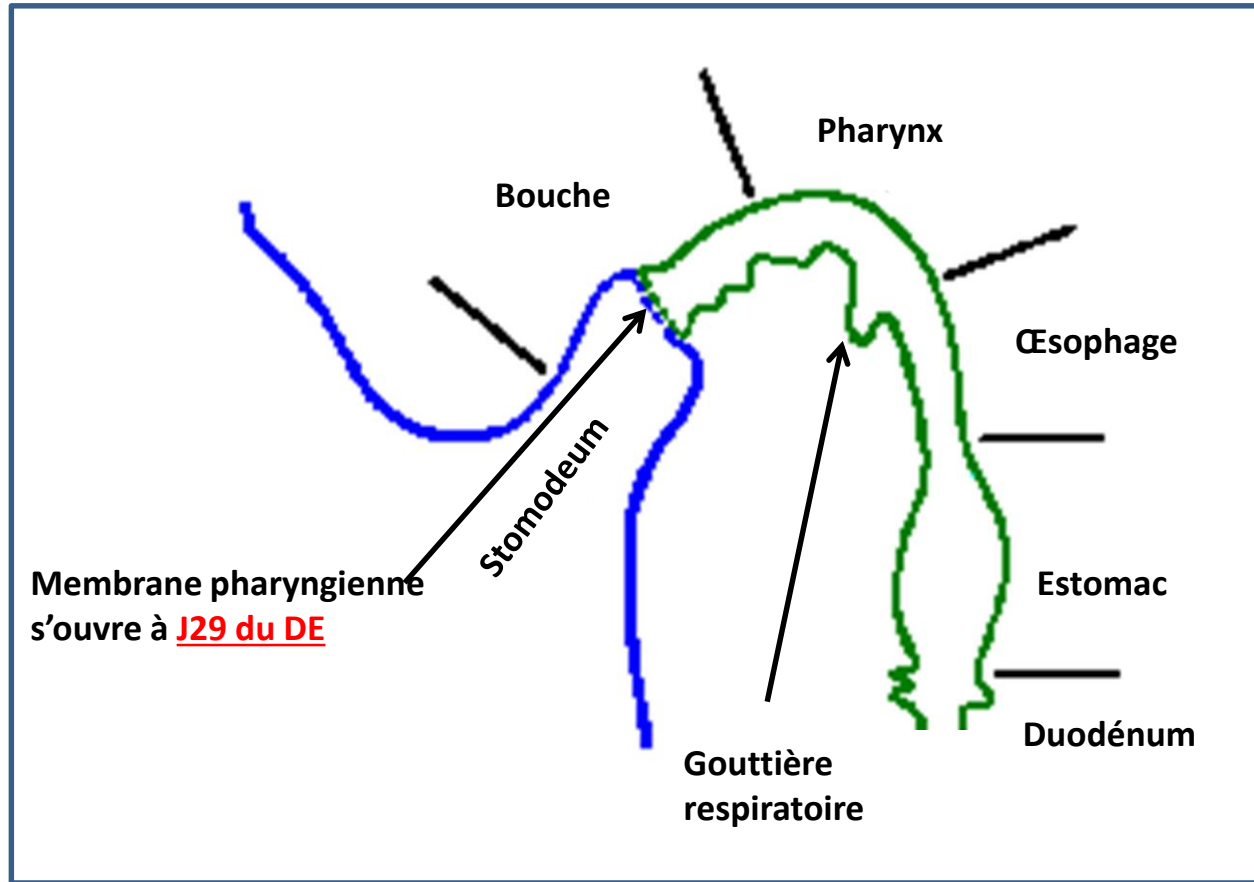 Pharynx
Bouche
Œsophage
Stomodeum
Membrane pharyngienne
s’ouvre à J29 du DE
Estomac
Duodénum
Gouttière
respiratoire